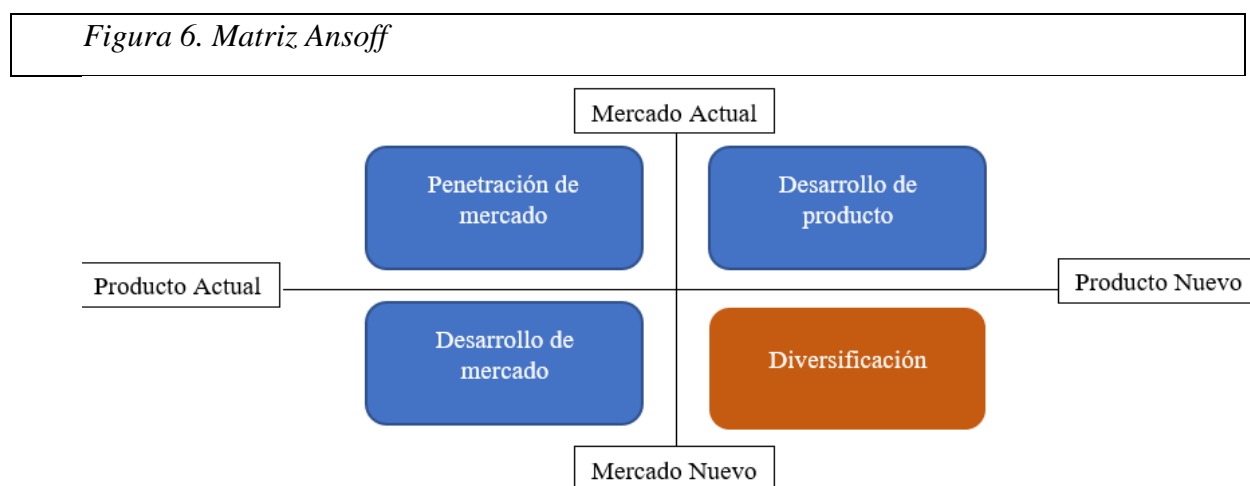 Figura 6. Matriz Ansoff
Mercado Actual
Penetración de
mercado
Desarrollo de
producto
Producto Actual
Producto Nuevo
Desarrollo de
mercado
Diversificación
Mercado Nuevo